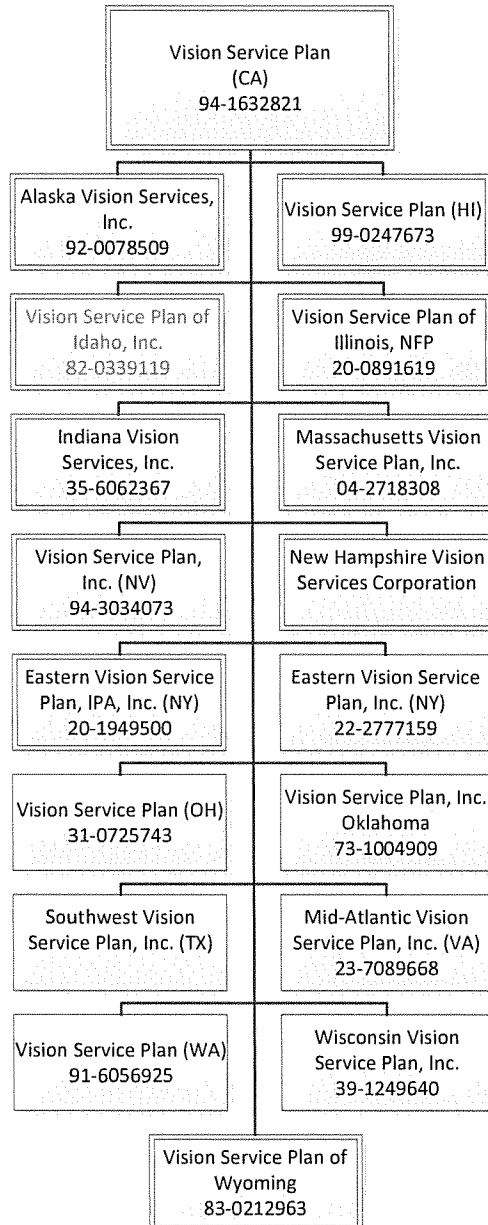 Vision Service Plan
(CA)
94-1632821
Alaska Vision Services,
Inc.
92-0078509
Vision Service Plan (HI)
99-0247673
Vision Service Plan of
Idaho, Inc.
82-0339119
Vision Service Plan of
Illinois, NFP
20-0891619
Indiana Vision
Services, Inc.
35-6062367
Massachusetts Vision
Service Plan, Inc.
04-2718308
Vision Service Plan,
Inc. (NV)
94-3034073
New Hampshire Vision
Services Corporation
Eastern Vision Service
Plan, IPA, Inc. (NY)
20-1949500
Eastern Vision Service
Plan, Inc. (NY)
22-2777159
Vision Service Plan (OH)
31-0725743
Vision Service Plan, Inc.
Oklahoma
73-1004909
Southwest Vision
Service Plan, Inc. (TX)
Mid-Atlantic Vision
Service Plan, Inc. (VA)
23-7089668
Vision Service Plan (WA)
91-6056925
Wisconsin Vision
Service Plan, Inc.
39-1249640
Vision Service Plan of
Wyoming
83-0212963